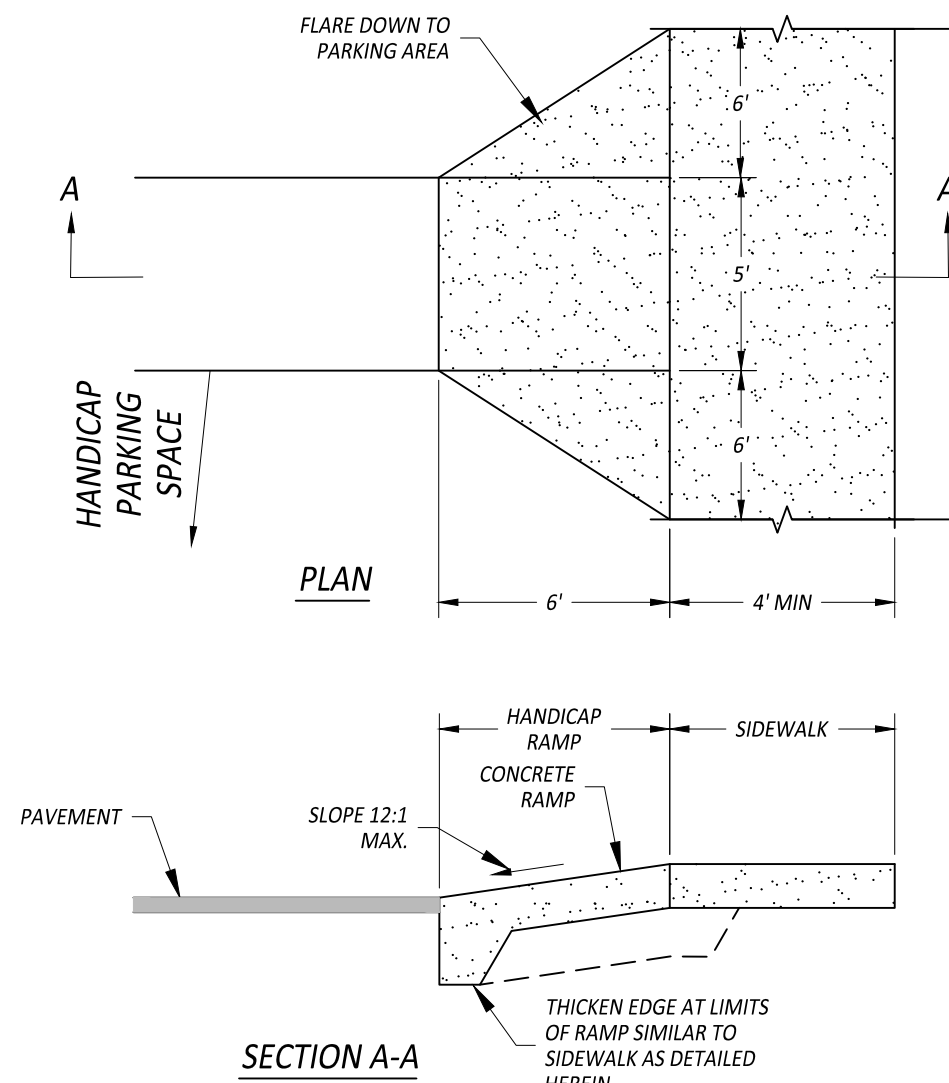 FLARE DOWN TO
PARKING AREA
6'
A
A
5'
HANDICAP
PARKING
SPACE
6'
PLAN
6'
4' MIN
HANDICAP
RAMP
SIDEWALK
CONCRETE
RAMP
PAVEMENT
SLOPE 12:1
MAX.
THICKEN EDGE AT LIMITS
OF RAMP SIMILAR TO
SIDEWALK AS DETAILED
HEREIN
SECTION A-A